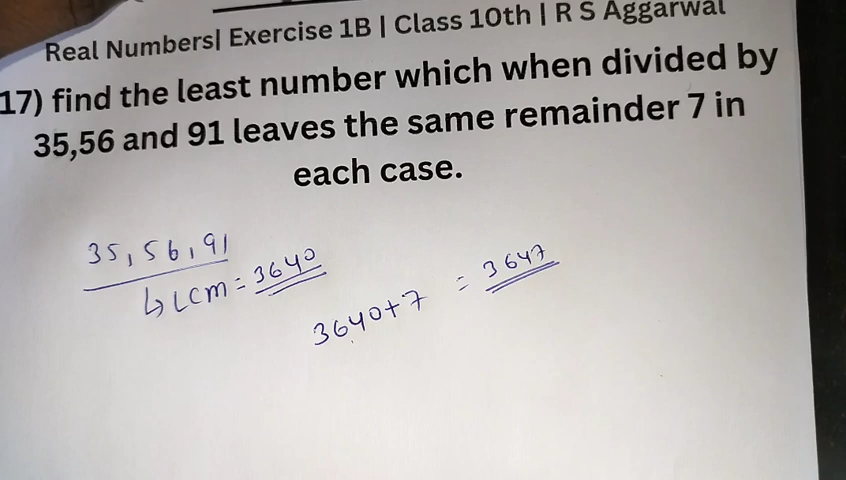 Real Numbers| Exercise 1B | Class 10th | R S Aggarwal
17) find the least number which when divided by
35,56 and 91 leaves the same remainder 7 in
each case.
35, 56, 91
↳ LCM = 3640
3640+7 = 3647